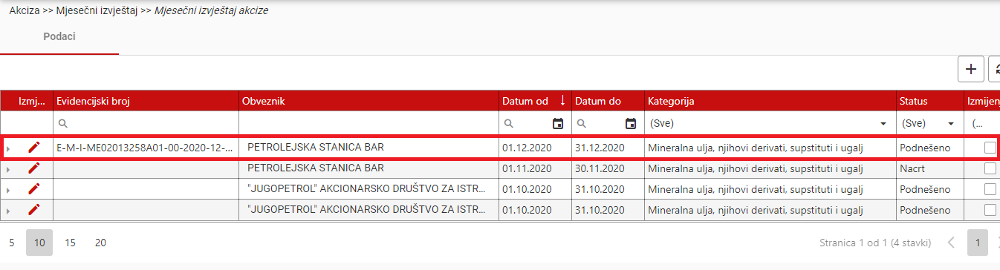 Akciza >> Mjesečni izvještaj >> Mjesečni izvještaj akcize
Podaci
Izmj... Evidencijski broj Obveznik Datum od Datum do Kategorija Status Izmijenj
(Sve) (Sve) (...
E-M-I-ME02013258A01-00-2020-12-... PETROLEJSKA STANICA BAR 01.12.2020 31.12.2020 Mineralna ulja, njihovi derivati, supstituti i ugalj Podnešeno
PETROLEJSKA STANICA BAR 01.11.2020 30.11.2020 Mineralna ulja, njihovi derivati, supstituti i ugalj Nacrt
"JUGOPETROL" AKCIONARSKO DRUŠTVO ZA ISTR... 01.10.2020 31.10.2020 Mineralna ulja, njihovi derivati, supstituti i ugalj Podnešeno
"JUGOPETROL" AKCIONARSKO DRUŠTVO ZA ISTR... 01.10.2020 31.10.2020 Mineralna ulja, njihovi derivati, supstituti i ugalj Podnešeno
5 10 15 20 Stranica 1 od 1 (4 stavki) 1